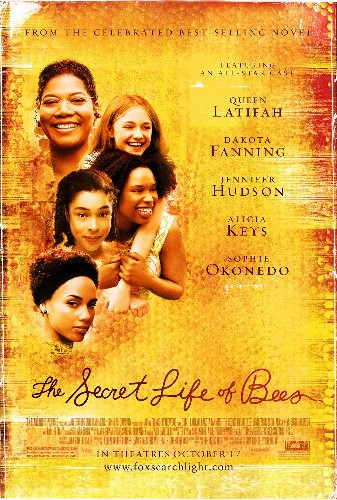 FROM THE CELEBRATED BEST-SELLING NOVEL
FEATURING
AN ALL-STAR CAST
QUEEN
LATIFAH
DAKOTA
FANNING
JENNIFER
HUDSON
ALICIA
KEYS
SOPHIE
OKONEDO
The Secret Life of Bees
IN THEATRES OCTOBER 17
www.foxsearchlight.com